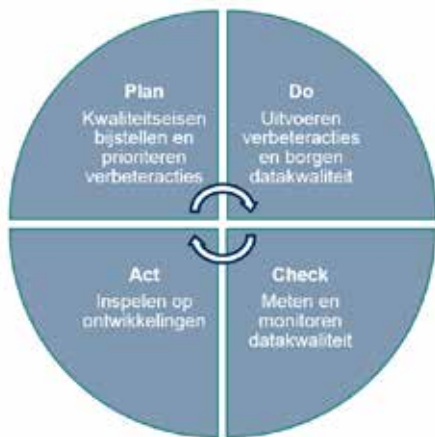 Plan
Kwaliteitseisen
bijstellen en
prioriteren
verbeteracties
Do
Uitvoeren
verbeteracties
en borgen
datakwaliteit
Act
Inspelen op
ontwikkelingen
Check
Meten en
monitoren
datakwaliteit